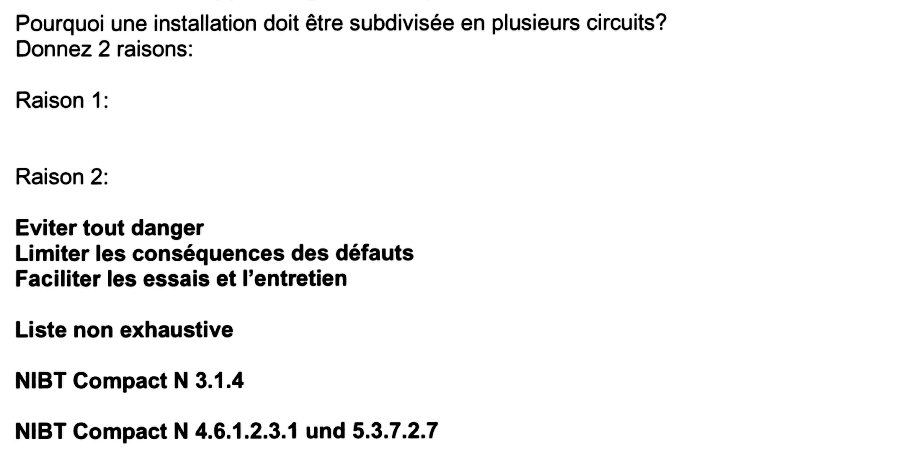 Pourquoi une installation doit être subdivisée en plusieurs circuits?
Donnez 2 raisons:
Raison 1:
Raison 2:
Eviter tout danger
Limiter les conséquences des défauts
Faciliter les essais et l'entretien
Liste non exhaustive
NIBT Compact N 3.1.4
NIBT Compact N 4.6.1.2.3.1 und 5.3.7.2.7